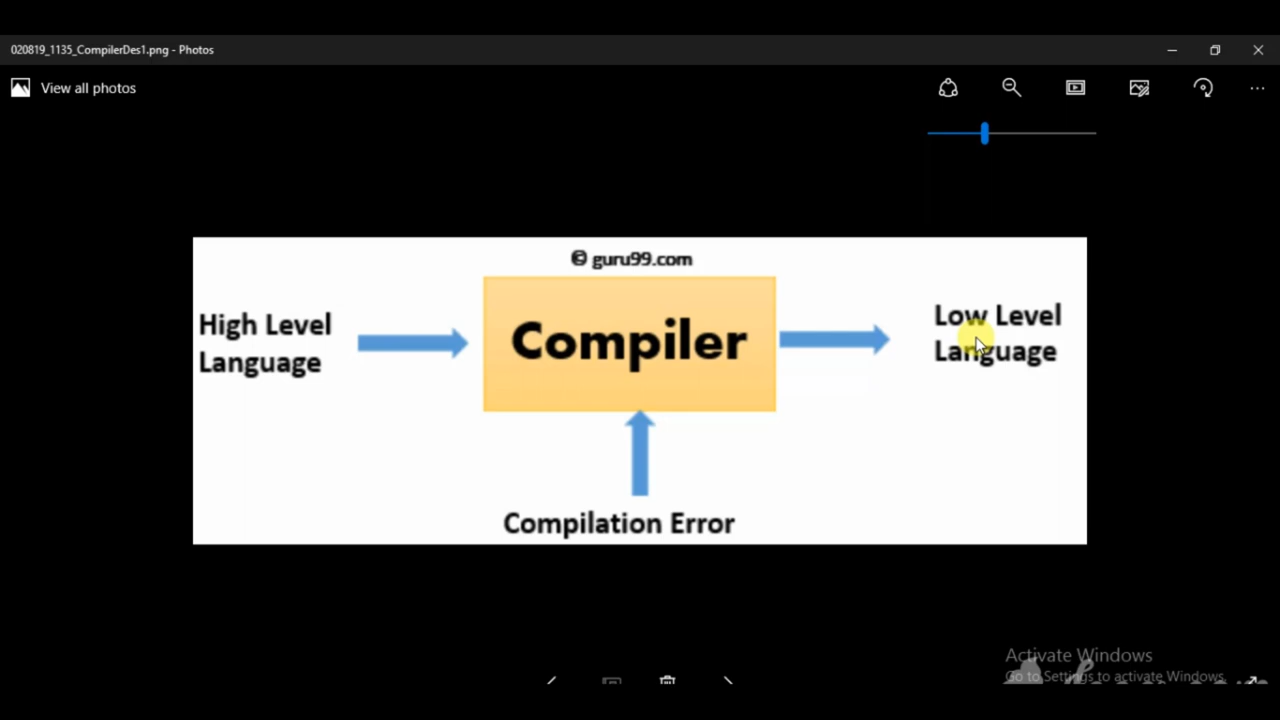 020819_1135_CompilerDes1.png - Photos
View all photos
© guru99.com
High Level
Language
Compiler
Low Level
Language
Compilation Error
Activate Windows
Go to Settings to activate Windows.